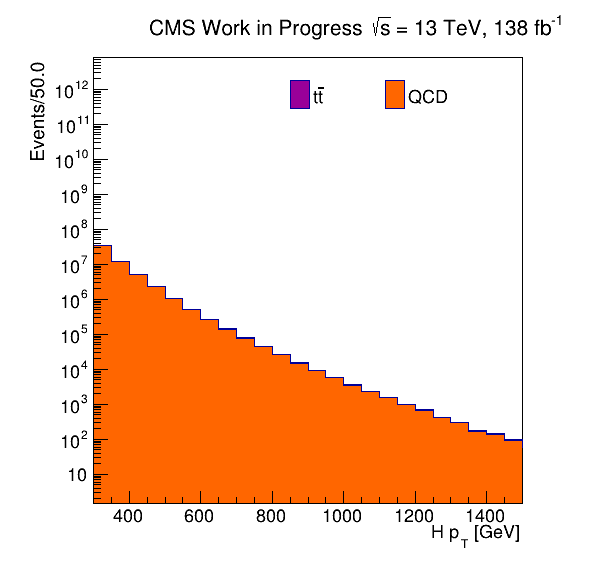 CMS Work in Progress √s = 13 TeV, 138 fb⁻¹
Events/50.0
tt̄
QCD
10¹²
10¹¹
10¹⁰
10⁹
10⁸
10⁷
10⁶
10⁵
10⁴
10³
10²
10
400 600 800 1000 1200 1400
H p_T [GeV]